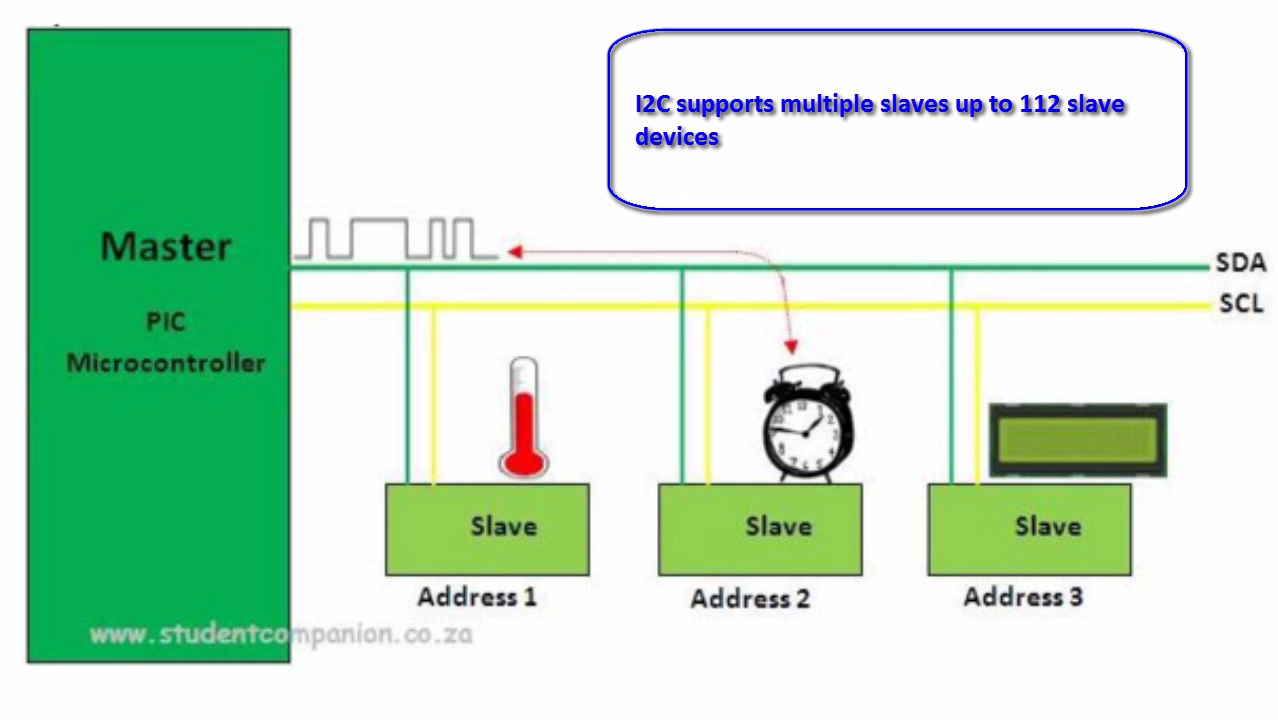 I2C supports multiple slaves up to 112 slave
devices
Master
PIC
Microcontroller
SDA
SCL
Slave
Slave
Slave
Address 1
Address 2
Address 3
www.studentcompanion.co.za